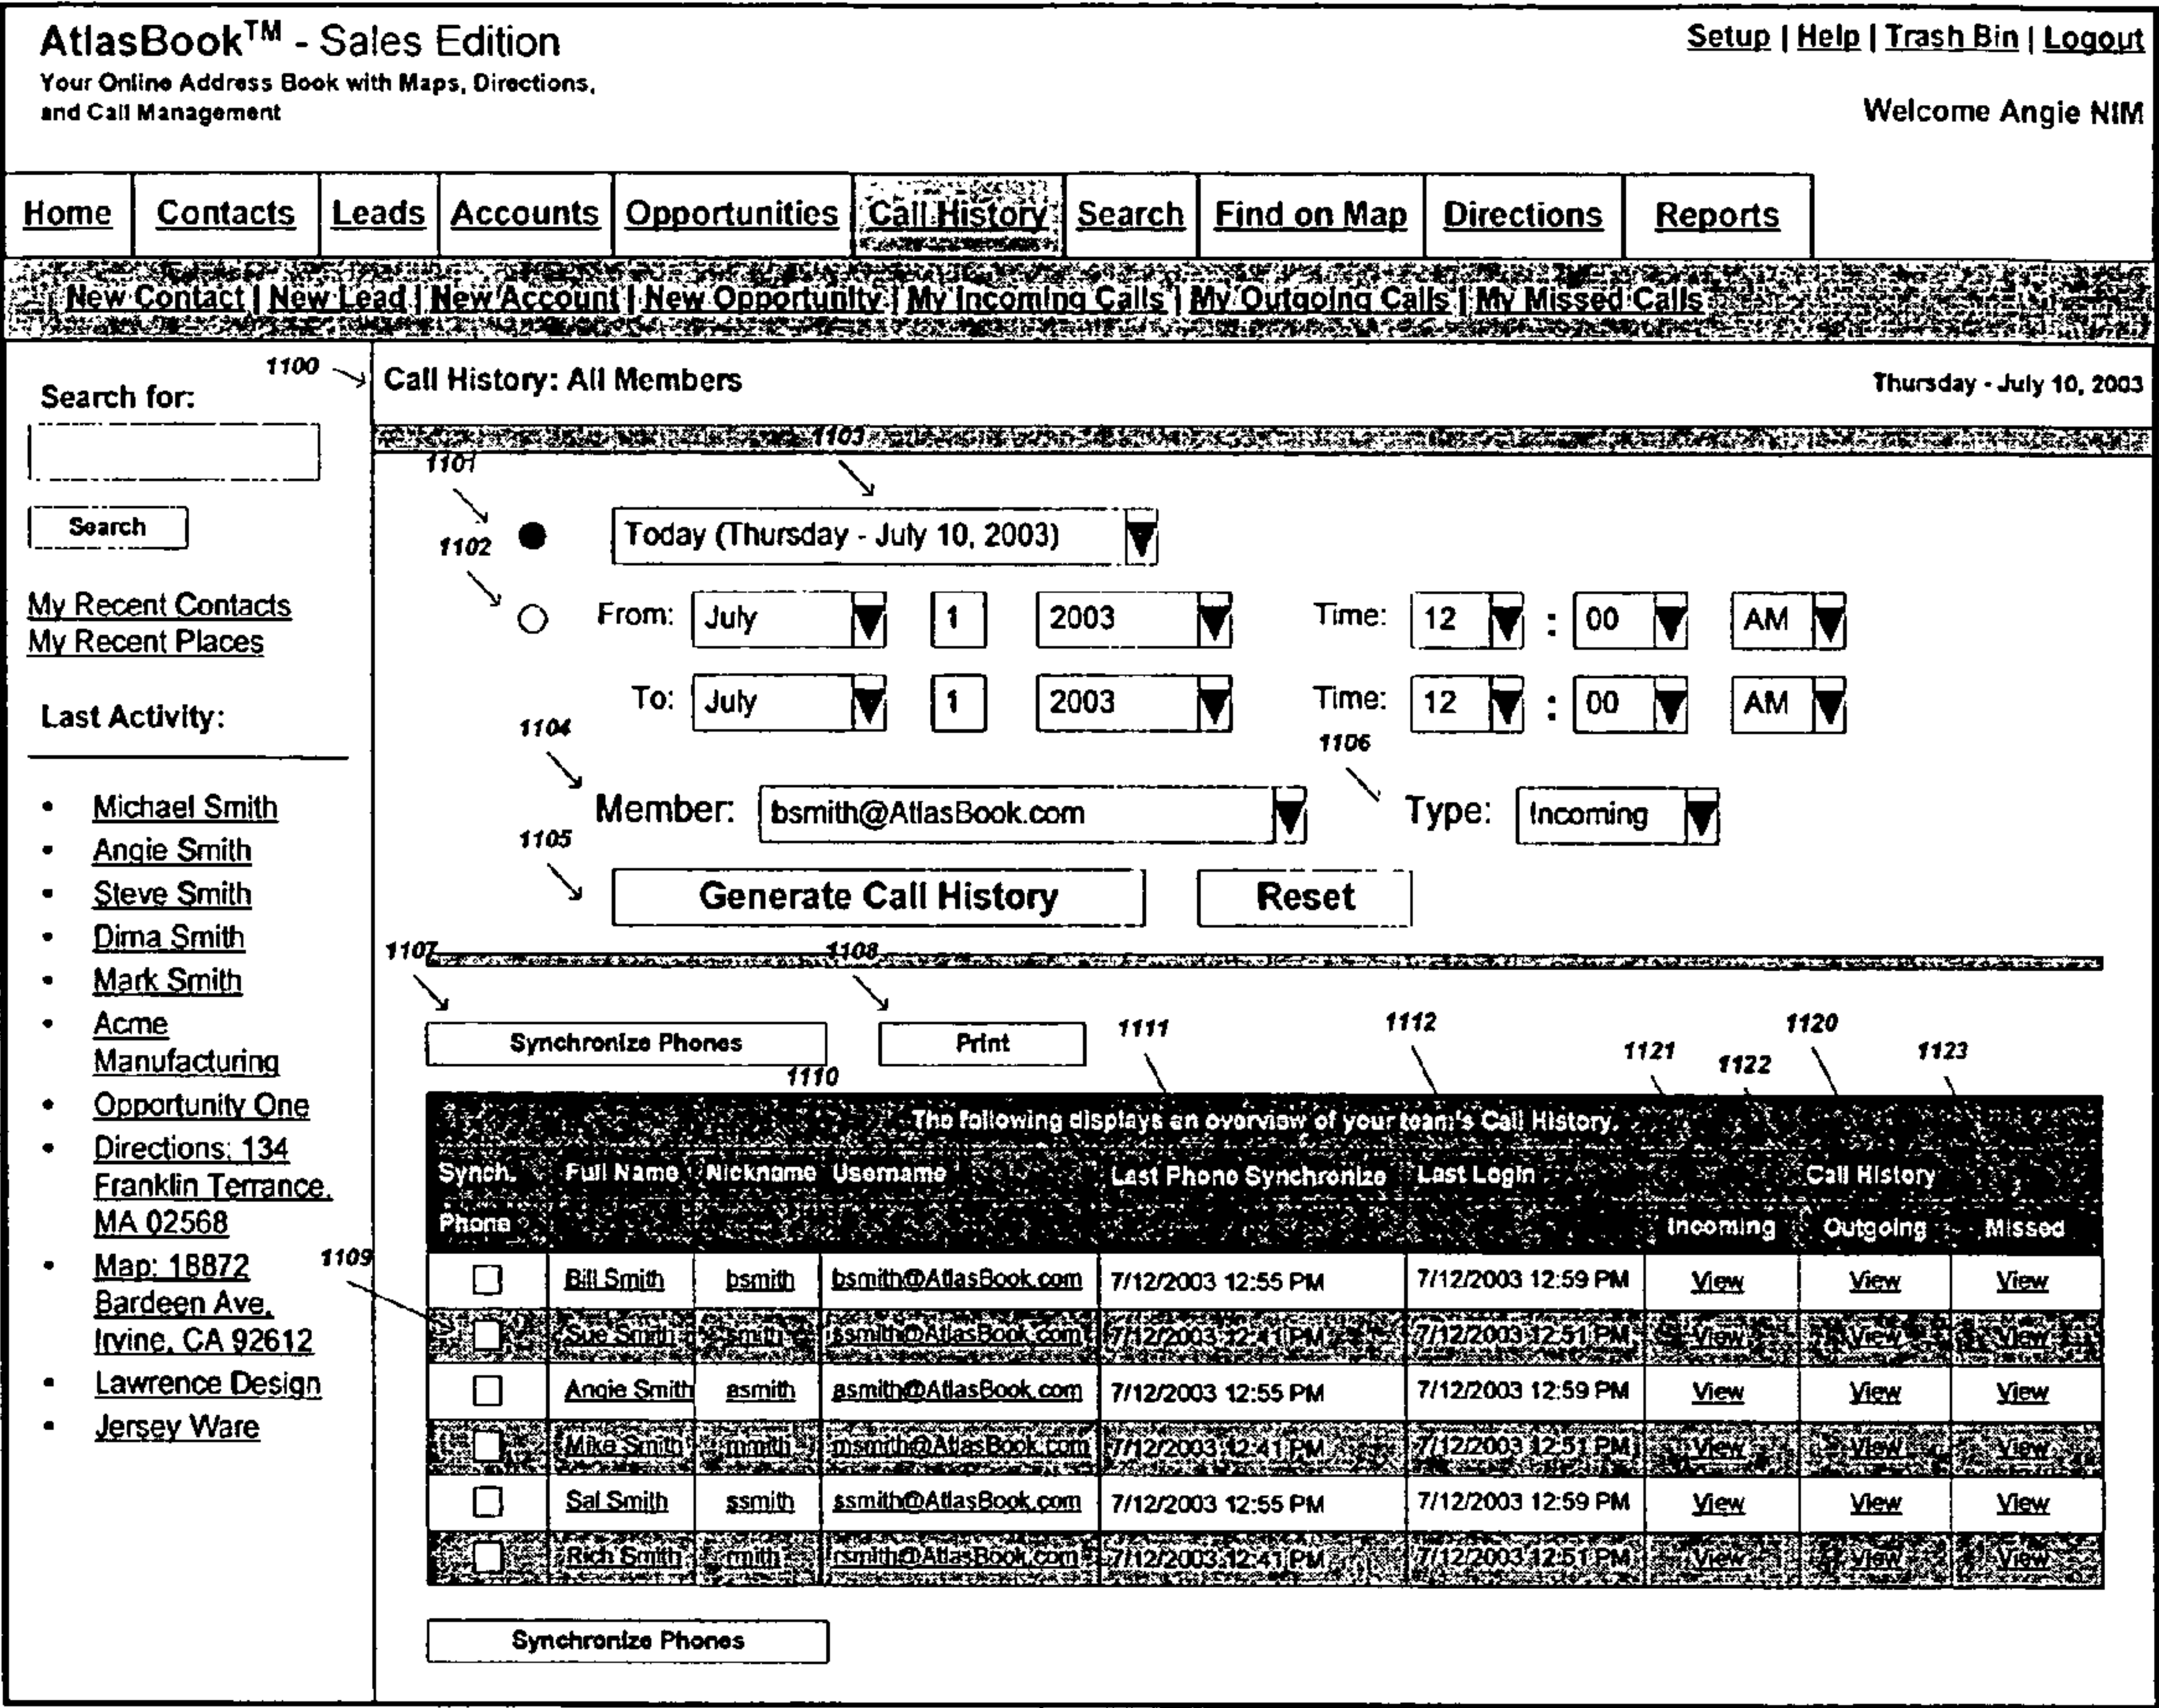 AtlasBook™ - Sales Edition
Your Online Address Book with Maps, Directions,
and Call Management
Setup | Help | Trash Bin | Logout
Welcome Angie NIM
Home Contacts Leads Accounts Opportunities Call History Search Find on Map Directions Reports
New Contact | New Lead | New Account | New Opportunity | My Incoming Calls | My Outgoing Calls | My Missed Calls
Search for:
Search
My Recent Contacts
My Recent Places
Last Activity:
• Michael Smith
• Angie Smith
• Steve Smith
• Dima Smith
• Mark Smith
• Acme
Manufacturing
• Opportunity One
• Directions: 134
Franklin Terrance,
MA 02568
• Map: 18872
Bardeen Ave,
Irvine, CA 92612
• Lawrence Design
• Jersey Ware
1100
Call History: All Members
Thursday - July 10, 2003
1103
1101
Today (Thursday - July 10, 2003)
1102
From: July 1 2003 Time: 12 : 00 AM
To: July 1 2003 Time: 12 : 00 AM
1104
1106
Member: bsmith@AtlasBook.com Type: Incoming
1105
Generate Call History Reset
1107
1108
Synchronize Phones Print
1110
1111
1112
1121
1122
1120
1123
The following displays an overview of your team's Call History.
Synch. Full Name Nickname Username Last Phone Synchronize Last Login Call History
Phone Incoming Outgoing Missed
1109
Bill Smith bsmith bsmith@AtlasBook.com 7/12/2003 12:55 PM 7/12/2003 12:59 PM View View View
Sue Smith smith ssmith@AtlasBook.com 7/12/2003 12:41 PM 7/12/2003 12:51 PM View View View
Angie Smith asmith asmith@AtlasBook.com 7/12/2003 12:55 PM 7/12/2003 12:59 PM View View View
Mike Smith mmith msmith@AtlasBook.com 7/12/2003 12:41 PM 7/12/2003 12:51 PM View View View
Sal Smith ssmith ssmith@AtlasBook.com 7/12/2003 12:55 PM 7/12/2003 12:59 PM View View View
Rich Smith rmith rsmith@AtlasBook.com 7/12/2003 12:41 PM 7/12/2003 12:51 PM View View View
Synchronize Phones